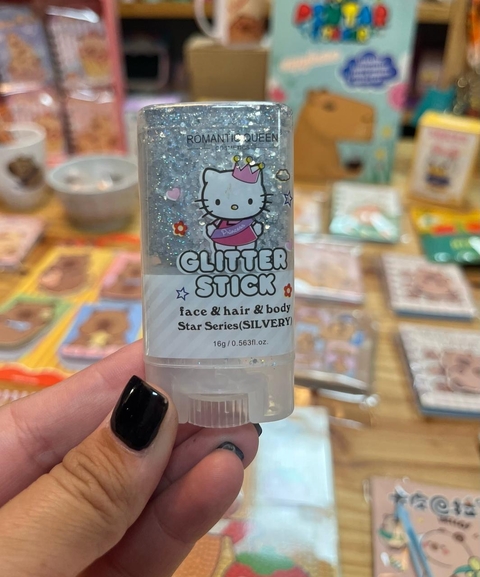 ROMANTIC QUEEN
GLITTER
STICK
face & hair & body
Star Series(SILVERY)
16g / 0.563fl.oz.